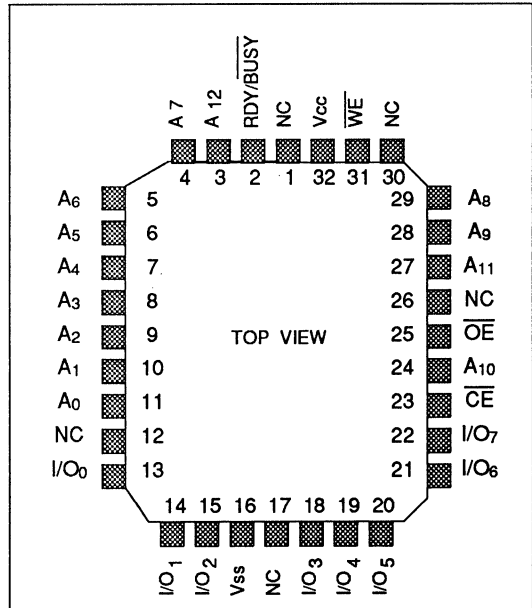 A 7
A 12
RDY/BUSY
NC
Vcc
WE
NC
4 3 2 1 32 31 30
A6 5 29 A8
A5 6 28 A9
A4 7 27 A11
A3 8 26 NC
A2 9 TOP VIEW 25 OE
A1 10 24 A10
A0 11 23 CE
NC 12 22 I/O7
I/O0 13 21 I/O6
14 15 16 17 18 19 20
I/O1
I/O2
Vss
NC
I/O3
I/O4
I/O5